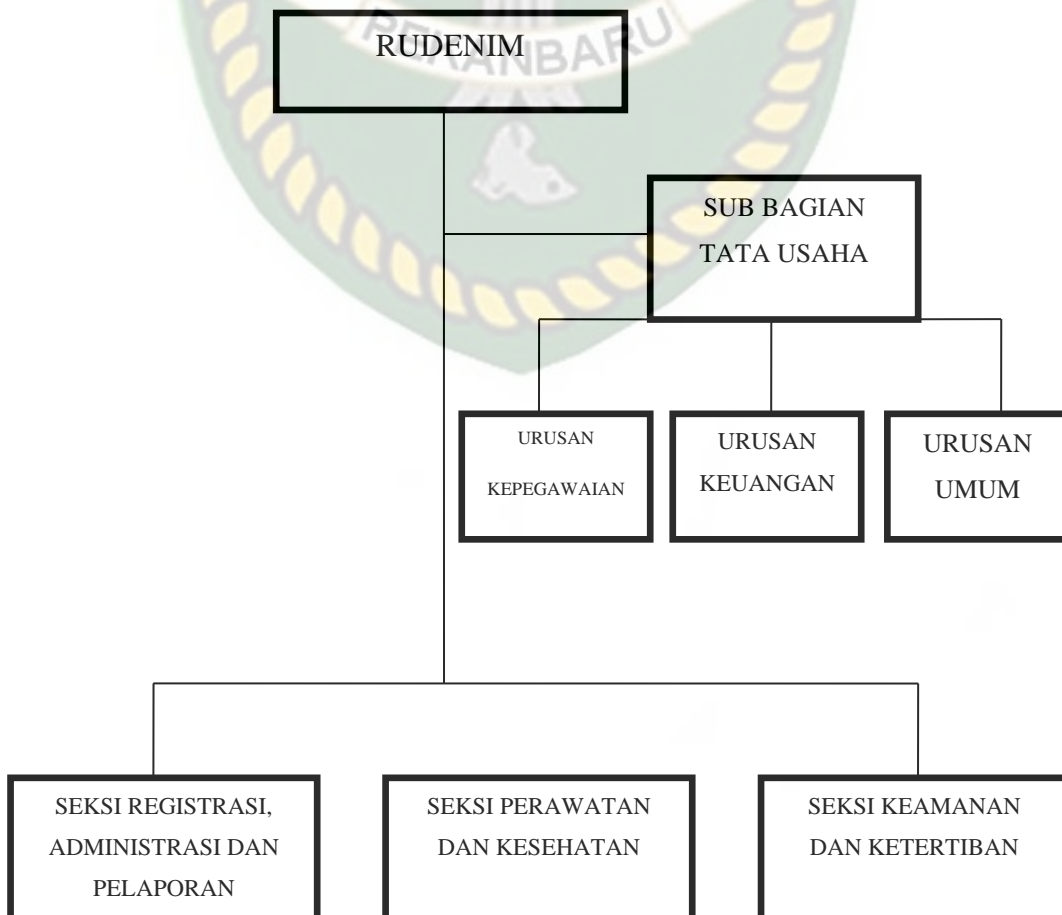 PEKANBARU
RUDENIM
SUB BAGIAN
TATA USAHA
URUSAN
KEPEGAWAIAN
URUSAN
KEUANGAN
URUSAN
UMUM
SEKSI REGISTRASI,
ADMINISTRASI DAN
PELAPORAN
SEKSI PERAWATAN
DAN KESEHATAN
SEKSI KEAMANAN
DAN KETERTIBAN